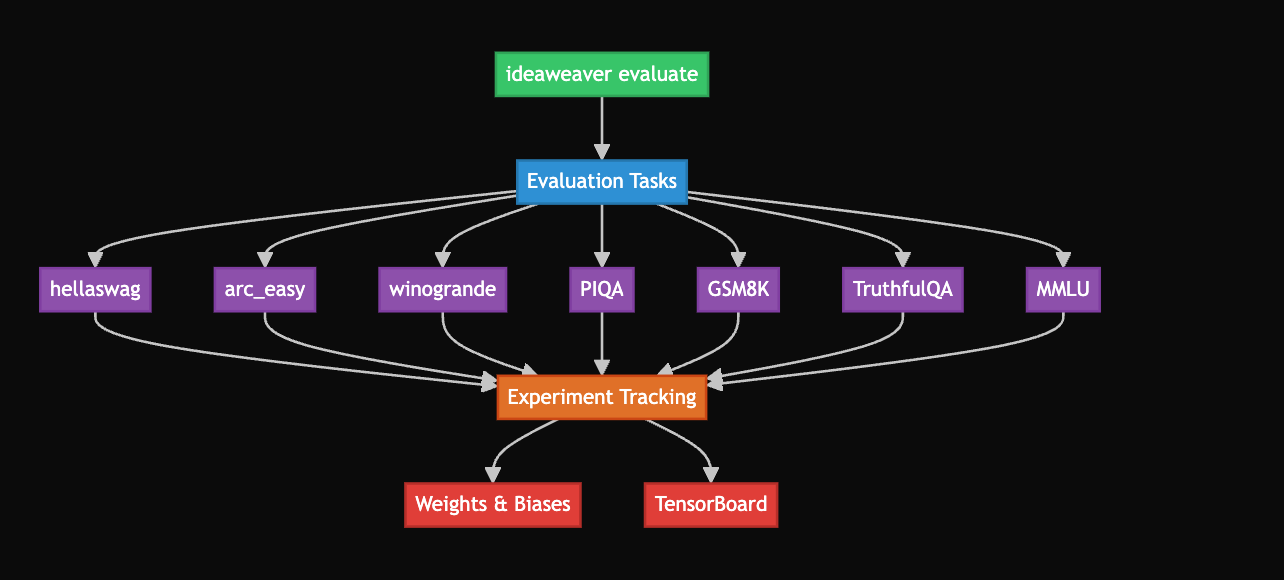 ideaweaver evaluate
Evaluation Tasks
hellaswag
arc_easy
winogrande
PIQA
GSM8K
TruthfulQA
MMLU
Experiment Tracking
Weights & Biases
TensorBoard